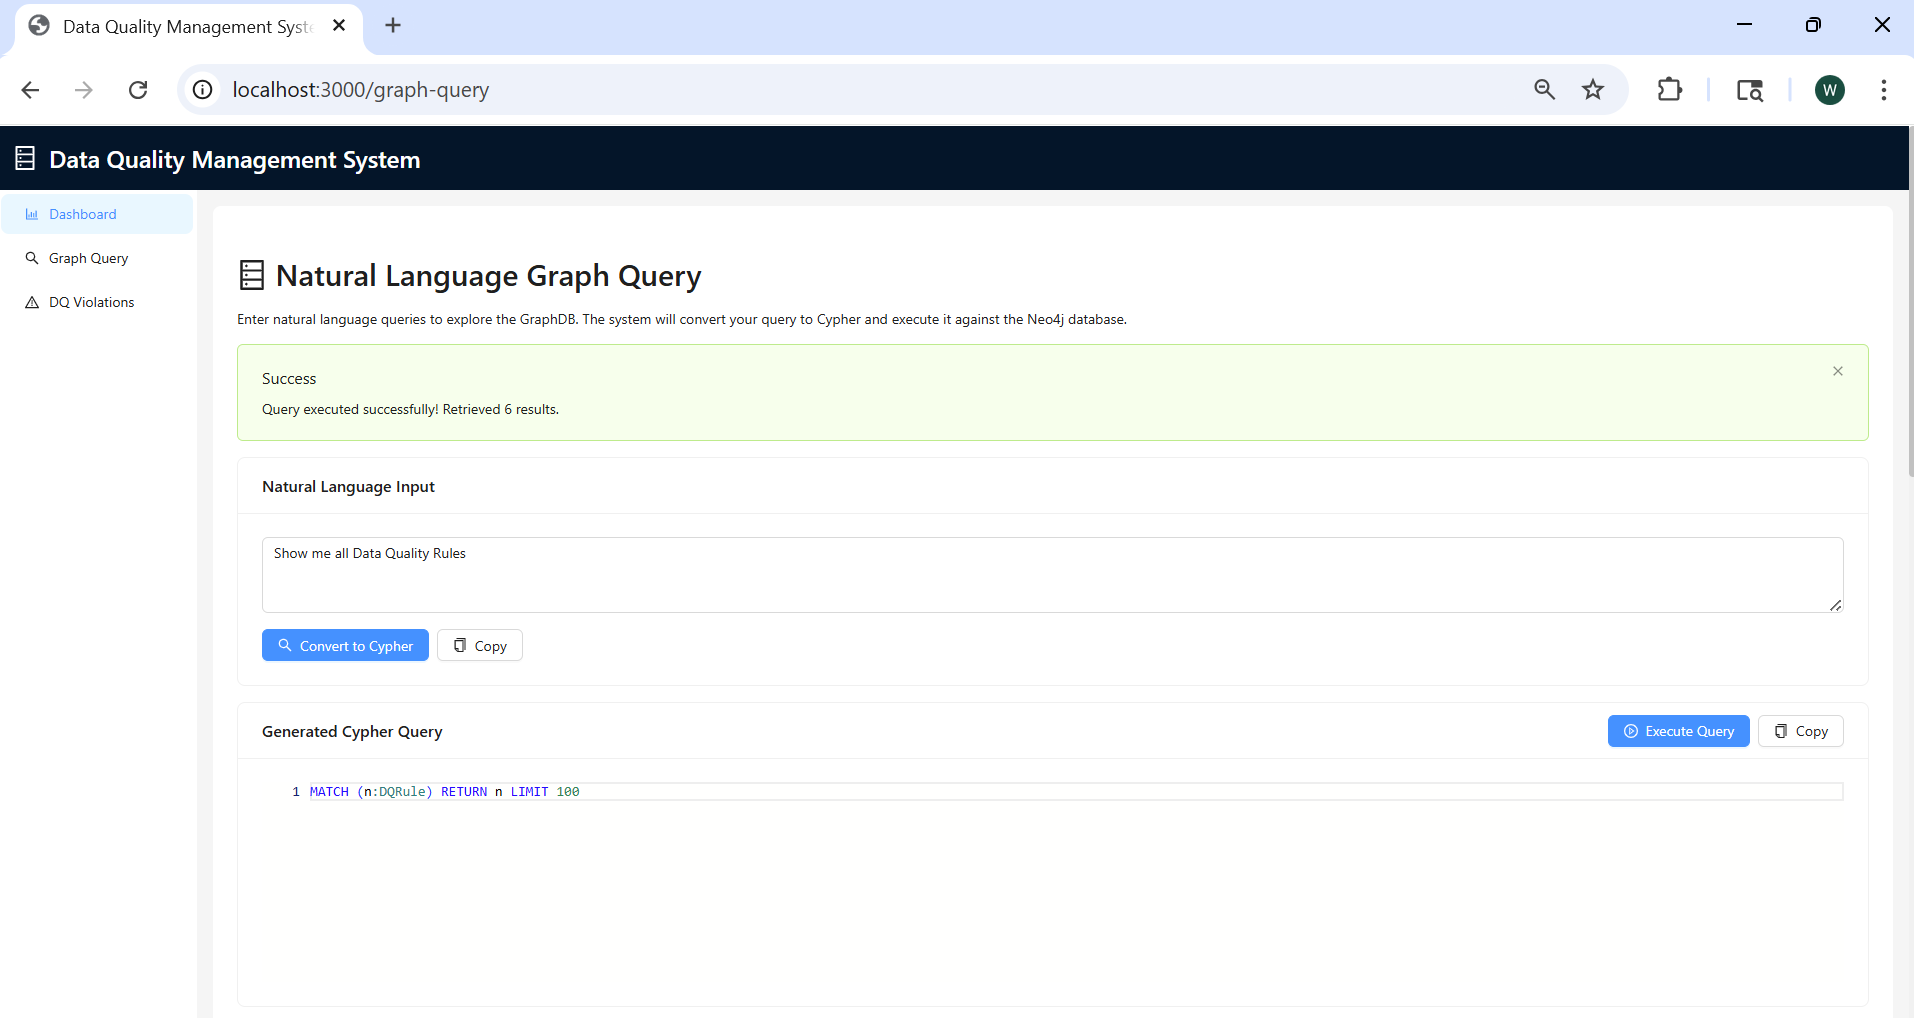 Data Quality Management Syste
localhost:3000/graph-query
W
Data Quality Management System
Dashboard
Graph Query
DQ Violations
Natural Language Graph Query
Enter natural language queries to explore the GraphDB. The system will convert your query to Cypher and execute it against the Neo4j database.
Success
Query executed successfully! Retrieved 6 results.
Natural Language Input
Show me all Data Quality Rules
Convert to Cypher Copy
Generated Cypher Query Execute Query Copy
1 MATCH (n:DQRule) RETURN n LIMIT 100